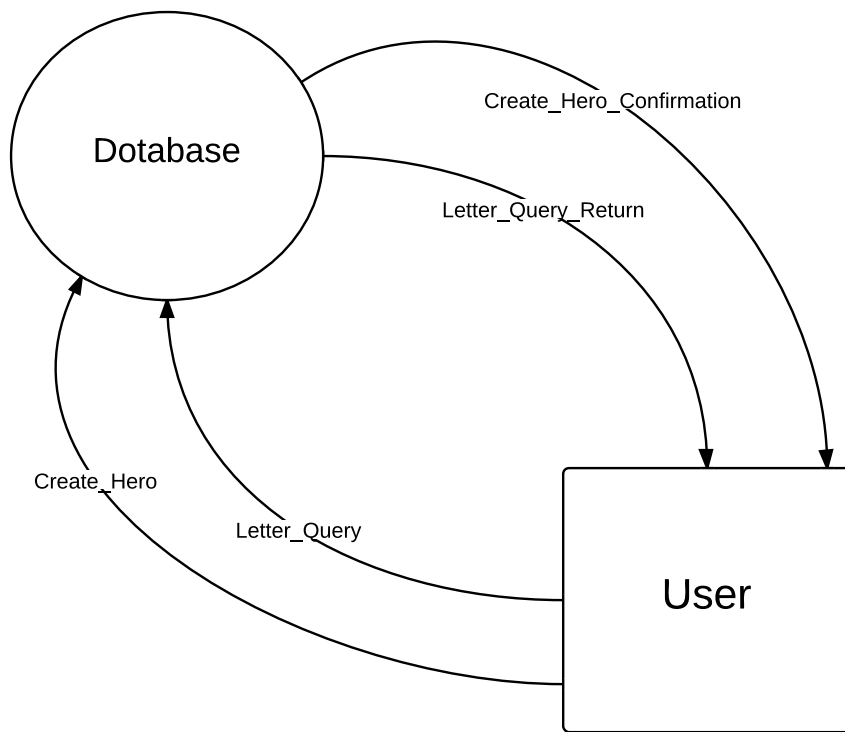 Create_Hero_Confirmation
Dotabase
Letter_Query_Return
Create_Hero
Letter_Query
User